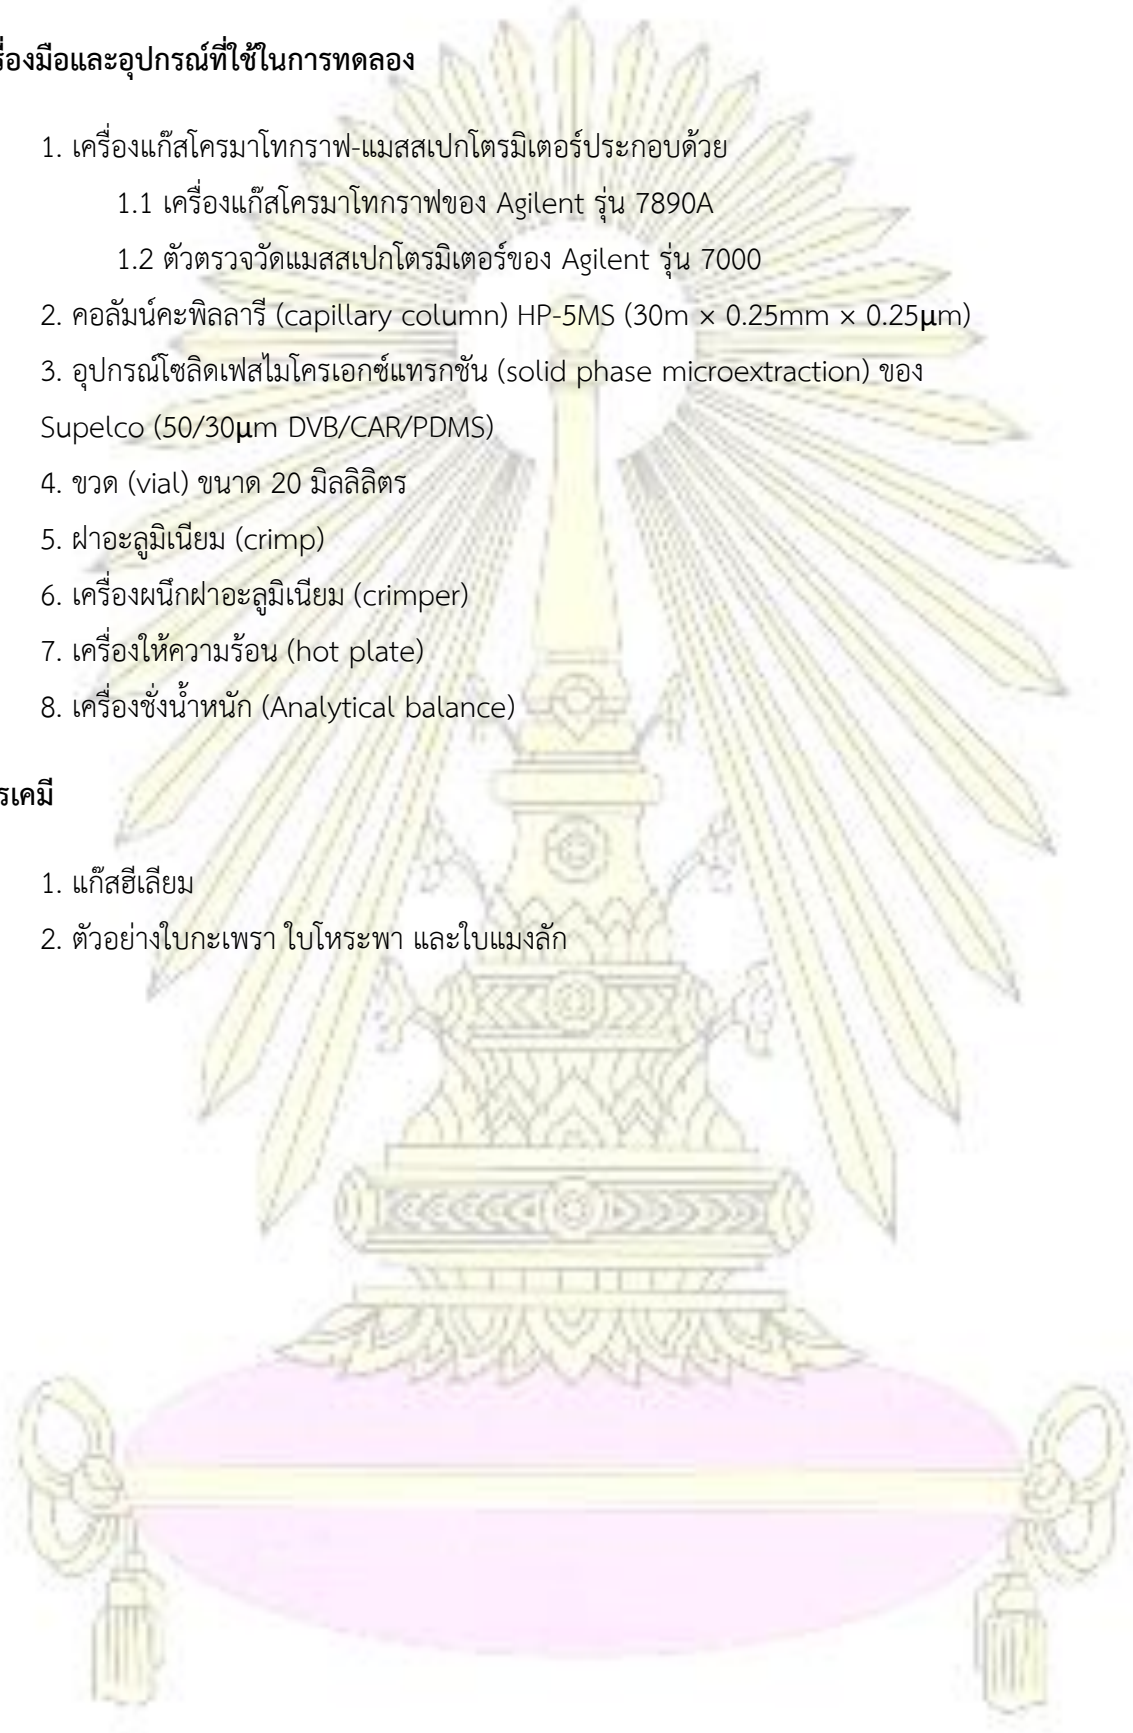 รื่องมือและอุปกรณ์ที่ใช้ในการทดลอง
1. เครื่องแก๊สโครมาโทกราฟ-แมสสเปกโตรมิเตอร์ประกอบด้วย
1.1 เครื่องแก๊สโครมาโทกราฟของ Agilent รุ่น 7890A
1.2 ตัวตรวจวัดแมสสเปกโตรมิเตอร์ของ Agilent รุ่น 7000
2. คอลัมน์คะพิลลารี (capillary column) HP-5MS (30m × 0.25mm × 0.25μm)
3. อุปกรณ์โซลิดเฟสไมโครเอกซ์แทรกชัน (solid phase microextraction) ของ
Supelco (50/30μm DVB/CAR/PDMS)
4. ขวด (vial) ขนาด 20 มิลลิลิตร
5. ฝาอะลูมิเนียม (crimp)
6. เครื่องผนึกฝาอะลูมิเนียม (crimper)
7. เครื่องให้ความร้อน (hot plate)
8. เครื่องชั่งน้ำหนัก (Analytical balance)
รเคมี
1. แก๊สฮีเลียม
2. ตัวอย่างใบกะเพรา ใบโหระพา และใบแมงลัก